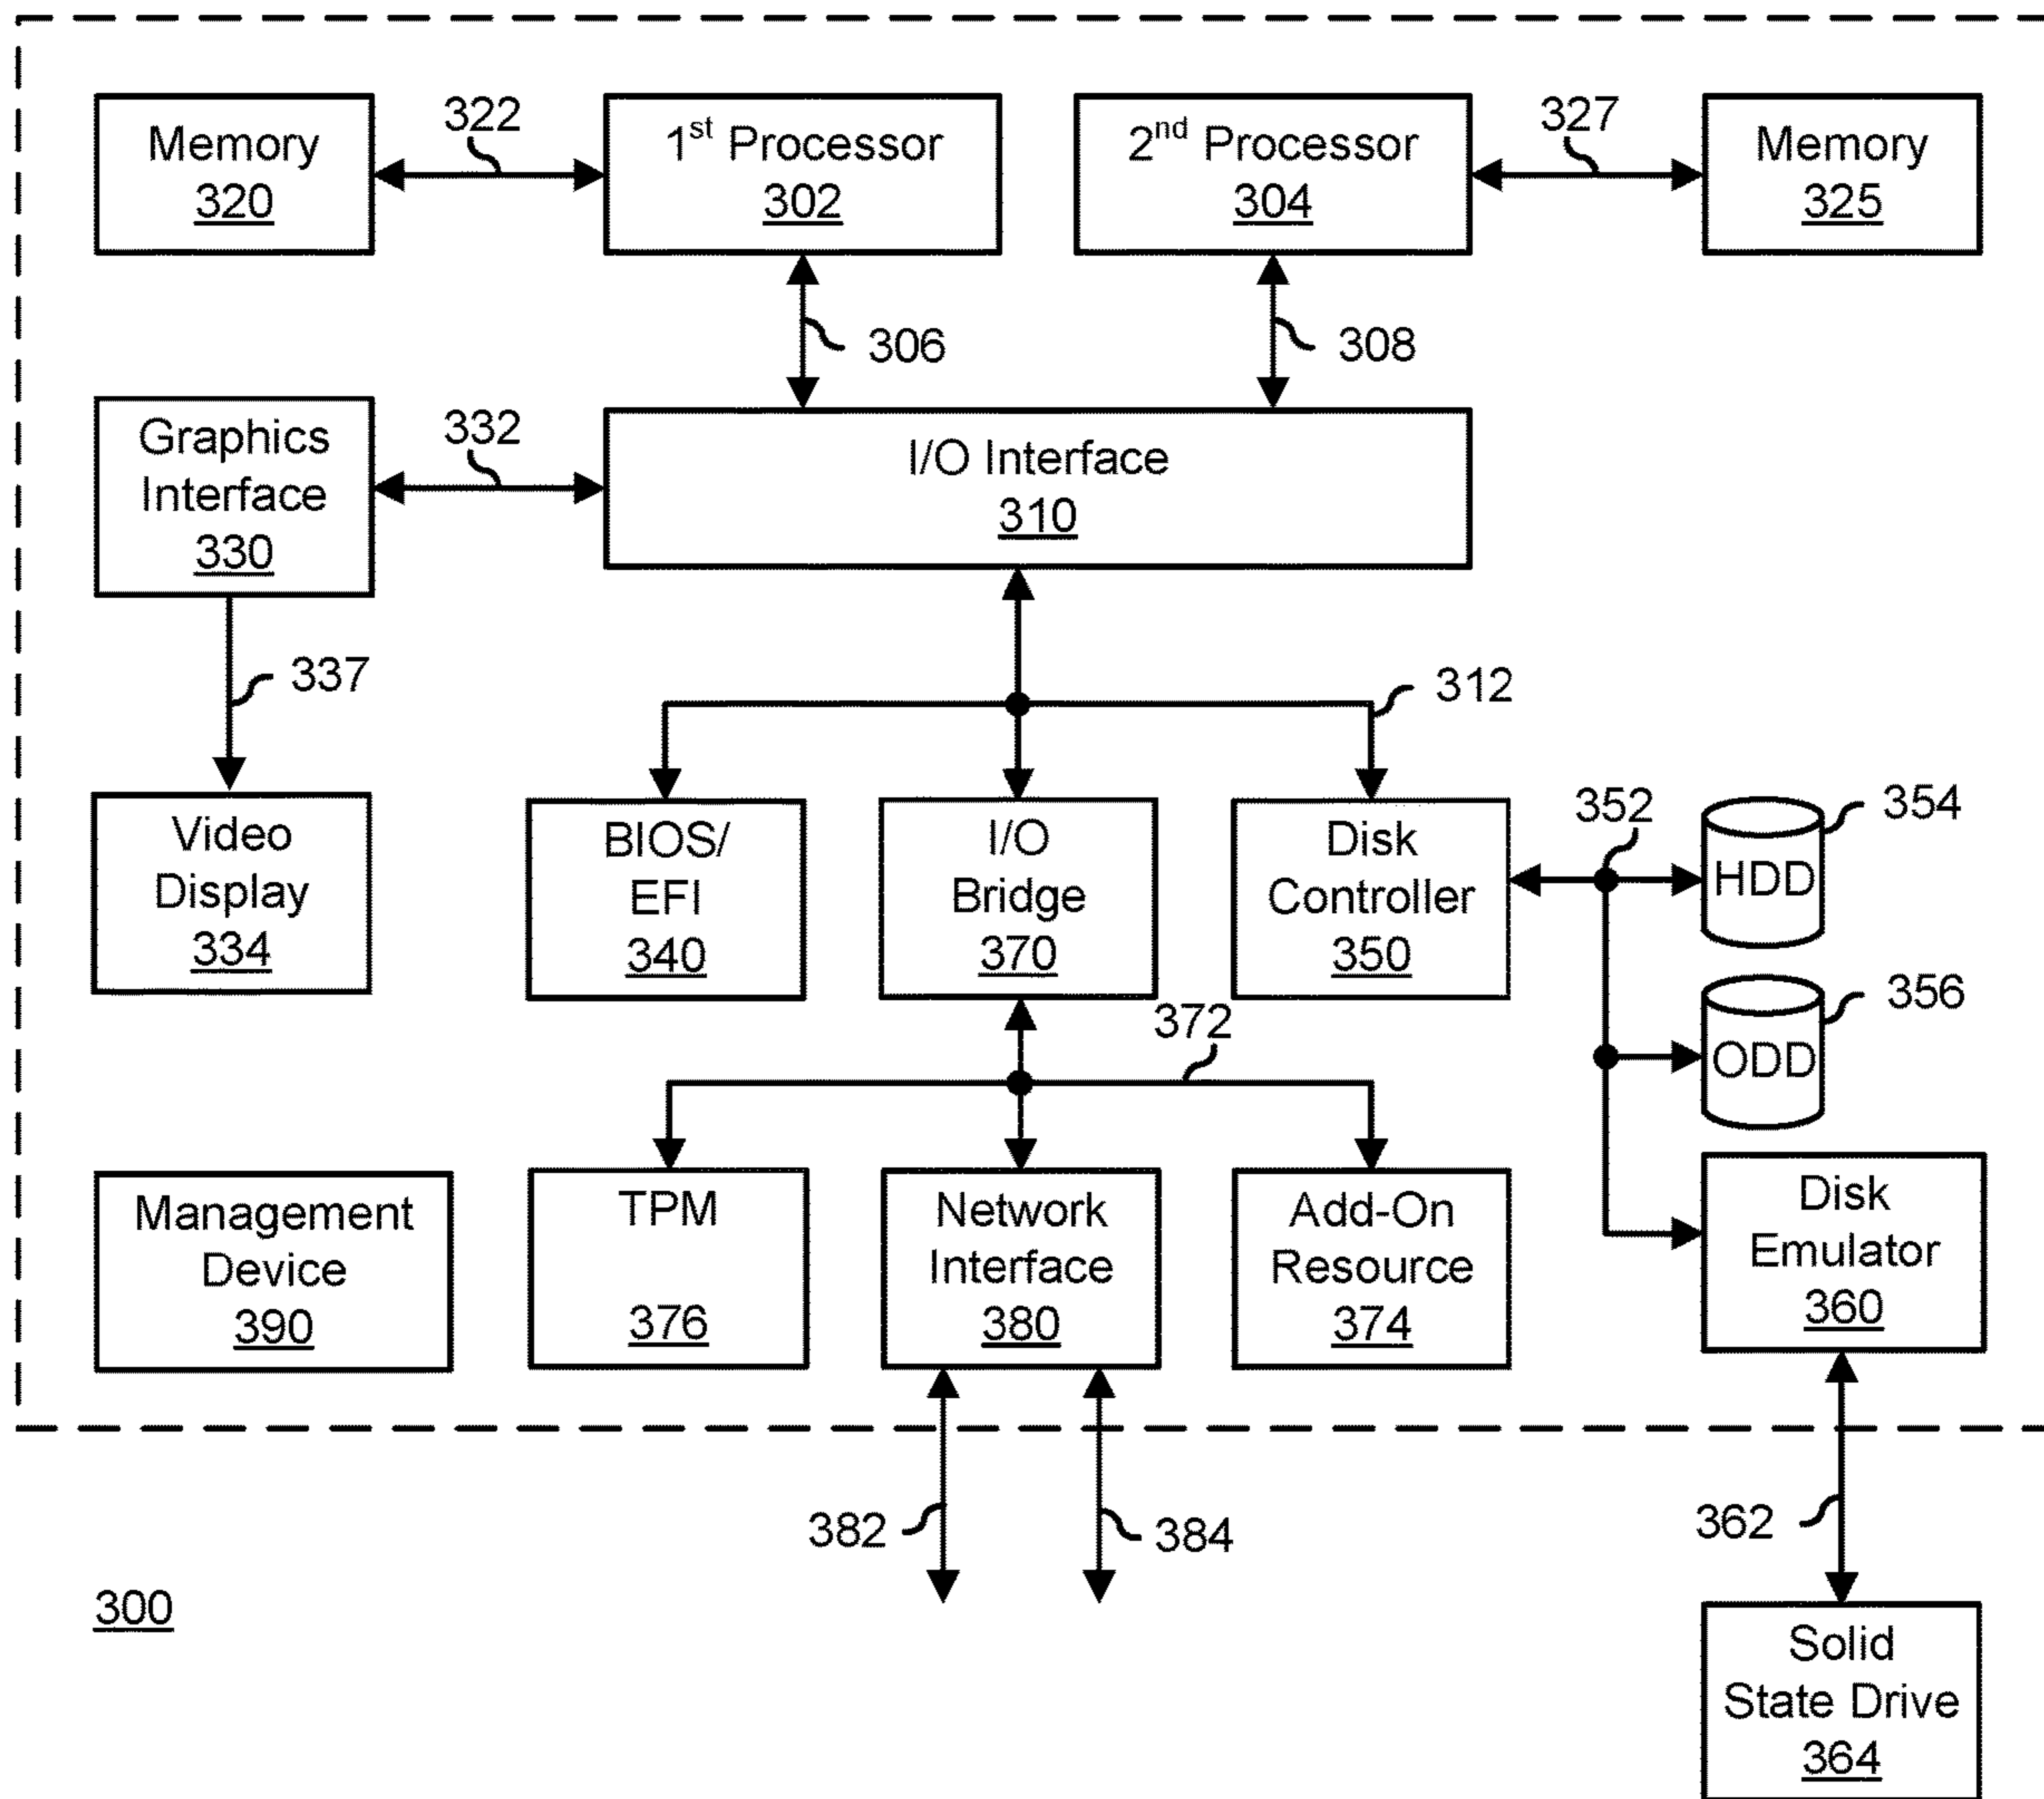 322
327
Memory
320
1st Processor
302
2nd Processor
304
Memory
325
306
308
Graphics
Interface
330
332
I/O Interface
310
337
312
Video
Display
334
BIOS/
EFI
340
I/O
Bridge
370
Disk
Controller
350
352
354
HDD
356
ODD
372
Management
Device
390
TPM
376
Network
Interface
380
Add-On
Resource
374
Disk
Emulator
360
382
384
362
300
Solid
State Drive
364